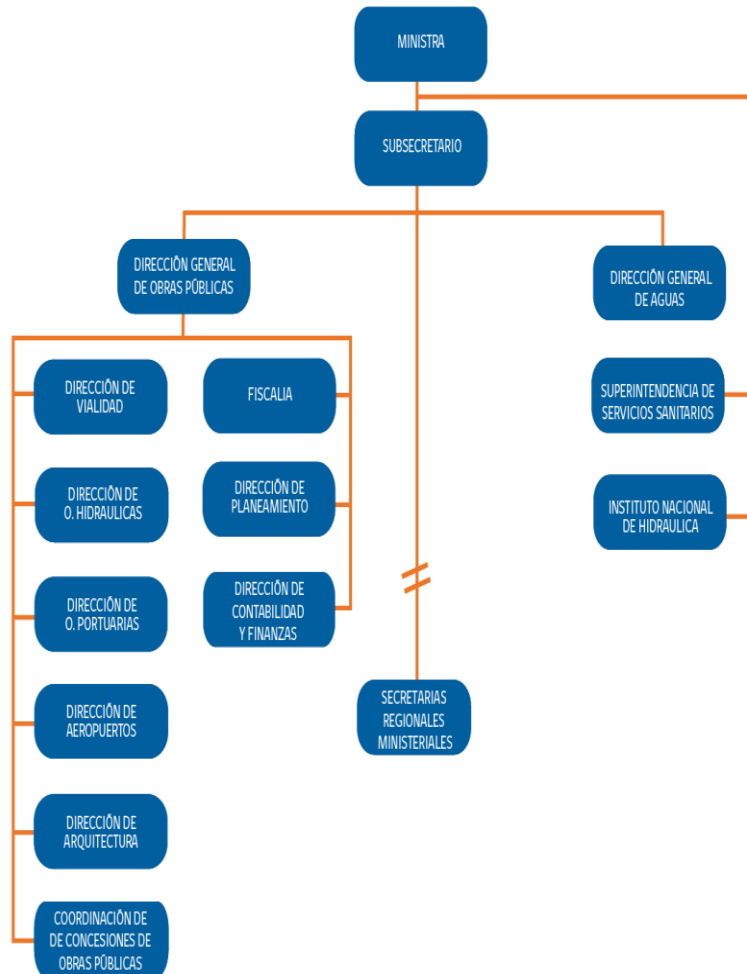 MINISTRA
SUBSECRETARIO
DIRECCIÓN GENERAL
DE OBRAS PÚBLICAS
DIRECCIÓN GENERAL
DE AGUAS
DIRECCIÓN DE
VIALIDAD
FISCALIA
SUPERINTENDENCIA DE
SERVICIOS SANITARIOS
DIRECCIÓN DE
O. HIDRAULICAS
DIRECCIÓN DE
PLANEAMIENTO
INSTITUTO NACIONAL
DE HIDRAULICA
DIRECCIÓN DE
O. PORTUARIAS
DIRECCIÓN DE
CONTABILIDAD
Y FINANZAS
DIRECCIÓN DE
AEROPUERTOS
SECRETARIAS
REGIONALES
MINISTERIALES
DIRECCIÓN DE
ARQUITECTURA
COORDINACIÓN DE
DE CONCESIONES DE
OBRAS PÚBLICAS